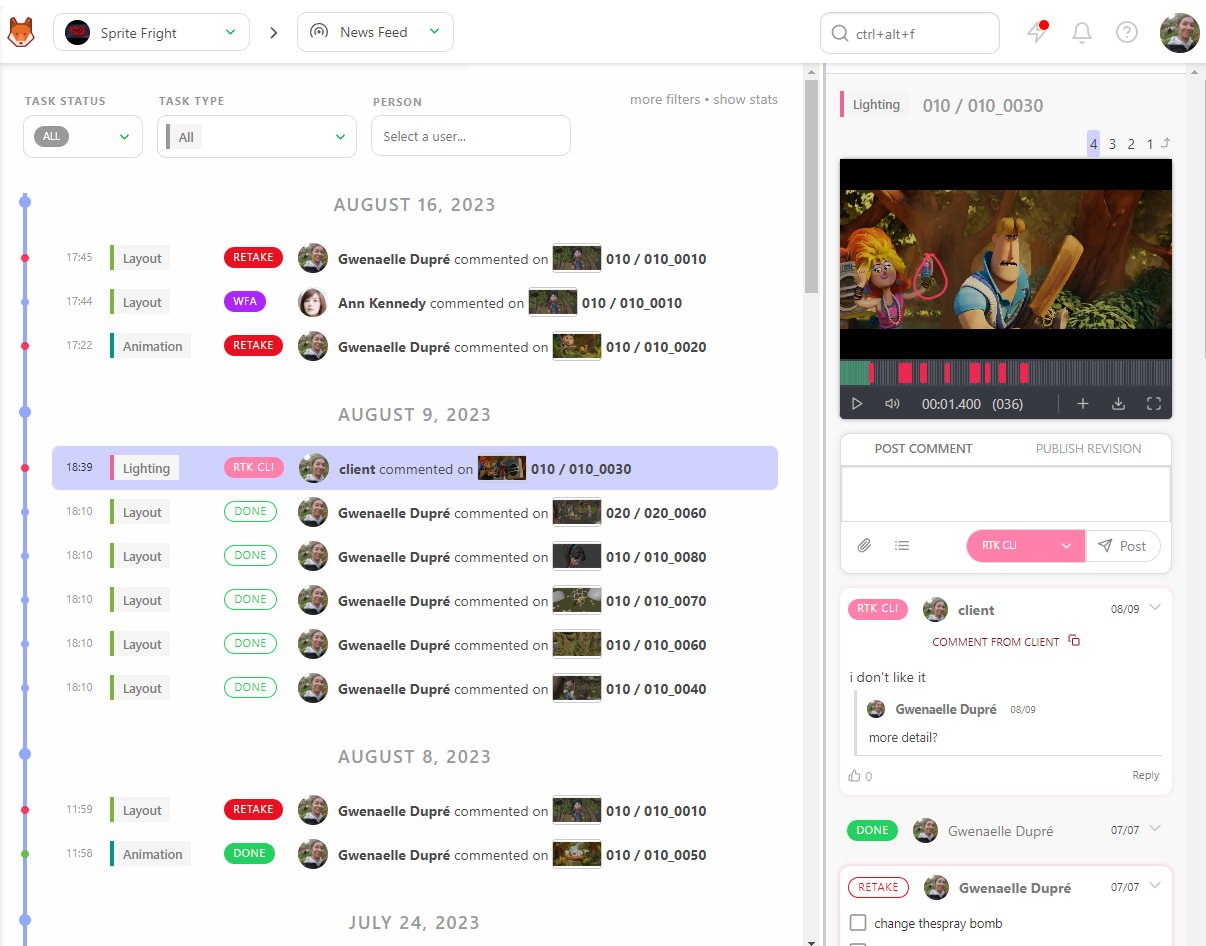 Sprite Fright
News Feed
ctrl+alt+f
TASK STATUS
TASK TYPE
PERSON
more filters • show stats
ALL
All
Select a user...
AUGUST 16, 2023
17:45 Layout RETAKE Gwenaelle Dupré commented on 010 / 010_0010
17:44 Layout WFA Ann Kennedy commented on 010 / 010_0010
17:22 Animation RETAKE Gwenaelle Dupré commented on 010 / 010_0020
AUGUST 9, 2023
18:39 Lighting RTK CLI client commented on 010 / 010_0030
18:10 Layout DONE Gwenaelle Dupré commented on 020 / 020_0060
18:10 Layout DONE Gwenaelle Dupré commented on 010 / 010_0080
18:10 Layout DONE Gwenaelle Dupré commented on 010 / 010_0070
18:10 Layout DONE Gwenaelle Dupré commented on 010 / 010_0060
18:10 Layout DONE Gwenaelle Dupré commented on 010 / 010_0040
AUGUST 8, 2023
11:59 Layout RETAKE Gwenaelle Dupré commented on 010 / 010_0010
11:58 Animation DONE Gwenaelle Dupré commented on 010 / 010_0050
JULY 24, 2023
Lighting 010 / 010_0030
4 3 2 1
00:01.400 (036)
POST COMMENT PUBLISH REVISION
RTK CLI Post
RTK CLI client 08/09
COMMENT FROM CLIENT
i don't like it
Gwenaelle Dupré 08/09
more detail?
0 Reply
DONE Gwenaelle Dupré 07/07
RETAKE Gwenaelle Dupré 07/07
change thespray bomb